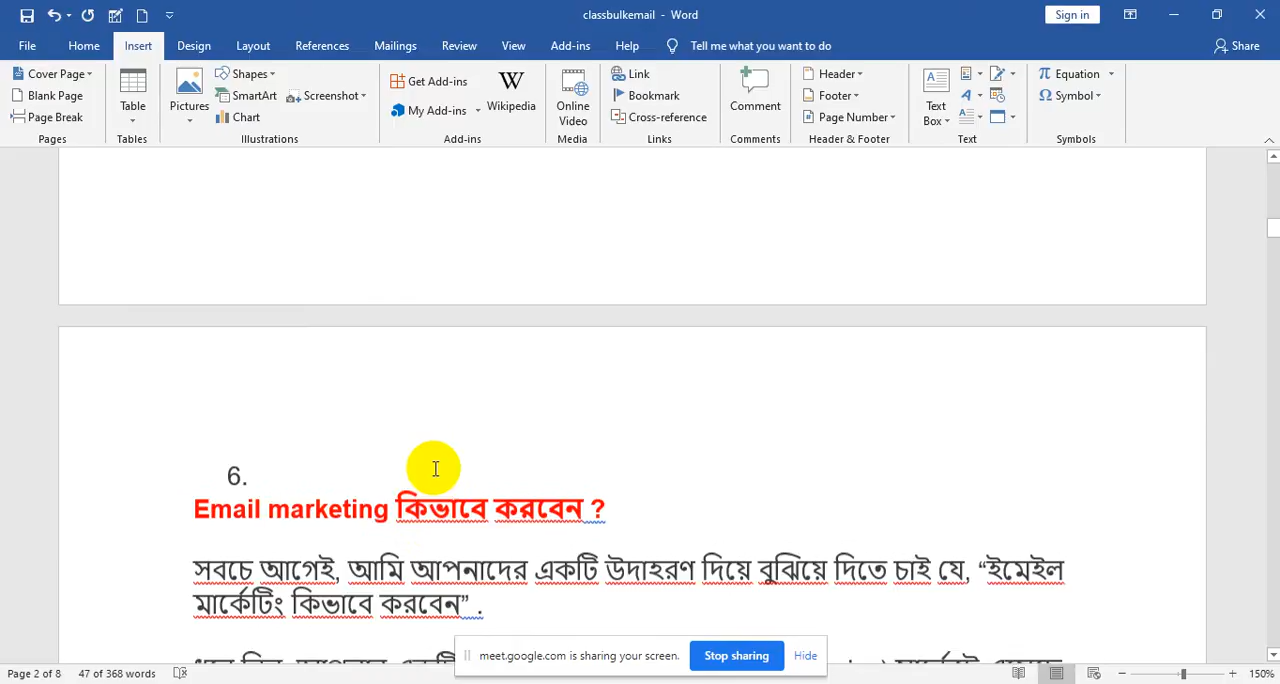 classbulkemail - Word
Sign in
File Home Insert Design Layout References Mailings Review View Add-ins Help Tell me what you want to do Share
Cover Page
Blank Page
Page Break
Pages
Table
Tables
Pictures
Shapes
SmartArt
Chart
Screenshot
Illustrations
Get Add-ins
My Add-ins
W
Wikipedia
Add-ins
Online Video
Media
Link
Bookmark
Cross-reference
Links
Comment
Comments
Header
Footer
Page Number
Header & Footer
A
Text Box
Text
Equation
Symbol
Symbols
6.
Email marketing কিভাবে করবেন ?
সবচে আগেই, আমি আপনাদের একটি উদাহরণ দিয়ে বুঝিয়ে দিতে চাই যে, “ইমেইল
মার্কেটিং কিভাবে করবেন” .
meet.google.com is sharing your screen. Stop sharing Hide
Page 2 of 8 47 of 368 words 150%